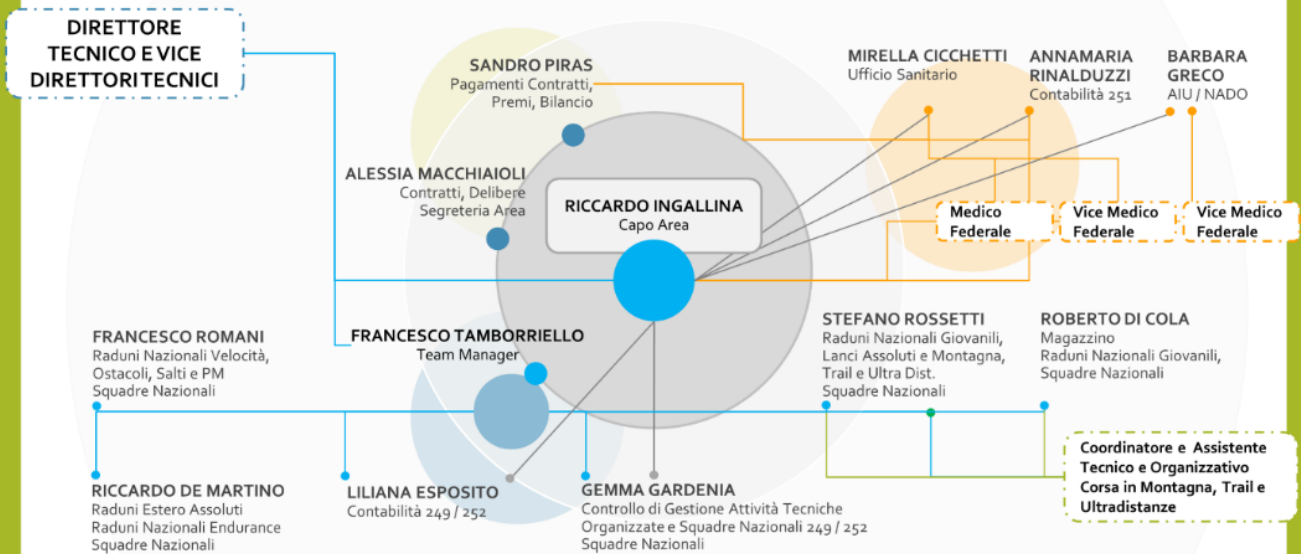 DIRETTORE
TECNICO E VICE
DIRETTORI TECNICI
SANDRO PIRAS
Pagamenti Contratti,
Premi, Bilancio
MIRELLA CICCHETTI
Ufficio Sanitario
ANNAMARIA
RINALDUZZI
Contabilità 251
BARBARA
GRECO
AIU / NADO
ALESSIA MACCHIAIOLI
Contratti, Delibere
Segreteria Area
RICCARDO INGALLINA
Capo Area
Medico
Federale
Vice Medico
Federale
Vice Medico
Federale
FRANCESCO ROMANI
Raduni Nazionali Velocità,
Ostacoli, Salti e PM
Squadre Nazionali
FRANCESCO TAMBORRIELLO
Team Manager
STEFANO ROSSETTI
Raduni Nazionali Giovanili,
Lanci Assoluti e Montagna,
Trail e Ultra Dist.
Squadre Nazionali
ROBERTO DI COLA
Magazzino
Raduni Nazionali Giovanili,
Squadre Nazionali
RICCARDO DE MARTINO
Raduni Estero Assoluti
Raduni Nazionali Endurance
Squadre Nazionali
LILIANA ESPOSITO
Contabilità 249 / 252
GEMMA GARDENIA
Controllo di Gestione Attività Tecniche
Organizzate e Squadre Nazionali 249 / 252
Squadre Nazionali
Coordinatore e Assistente
Tecnico e Organizzativo
Corsa in Montagna, Trail e
Ultradistanze